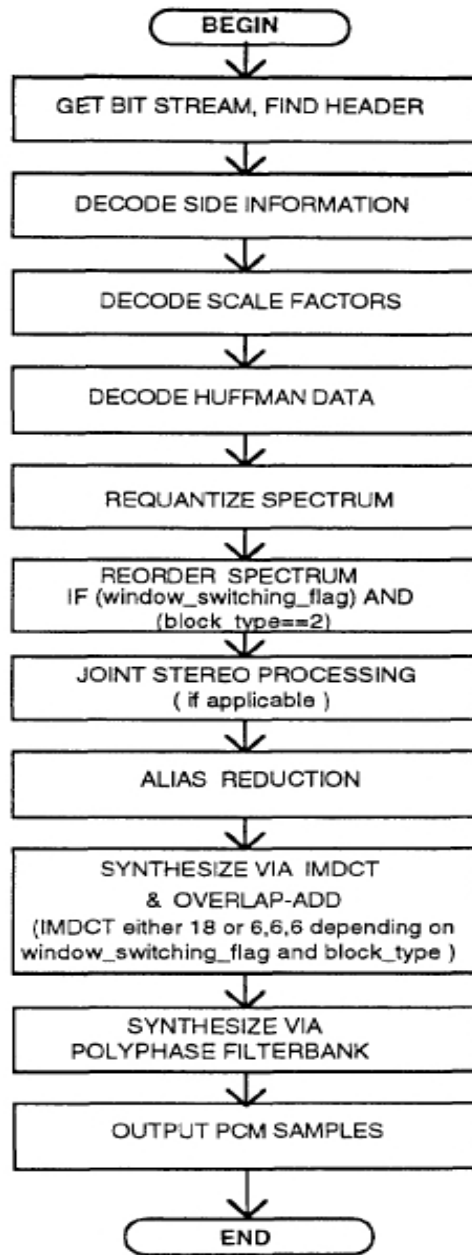 BEGIN
GET BIT STREAM, FIND HEADER
DECODE SIDE INFORMATION
DECODE SCALE FACTORS
DECODE HUFFMAN DATA
REQUANTIZE SPECTRUM
REORDER SPECTRUM
IF (window_switching_flag) AND
(block_type==2)
JOINT STEREO PROCESSING
( if applicable )
ALIAS REDUCTION
SYNTHESIZE VIA IMDCT
& OVERLAP-ADD
(IMDCT either 18 or 6,6,6 depending on
window_switching_flag and block_type )
SYNTHESIZE VIA
POLYPHASE FILTERBANK
OUTPUT PCM SAMPLES
END